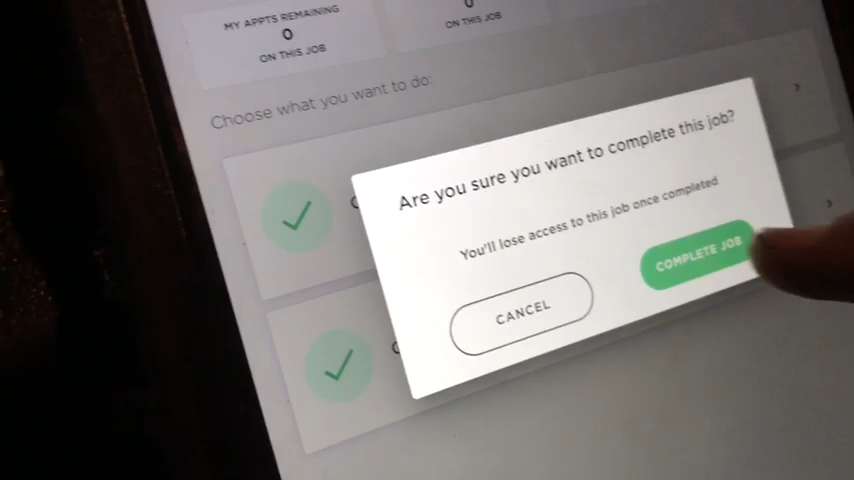 MY APPTS REMAINING
0
ON THIS JOB
0
ON THIS JOB
Choose what you want to do:
Are you sure you want to complete this job?
You'll lose access to this job once completed
CANCEL
COMPLETE JOB